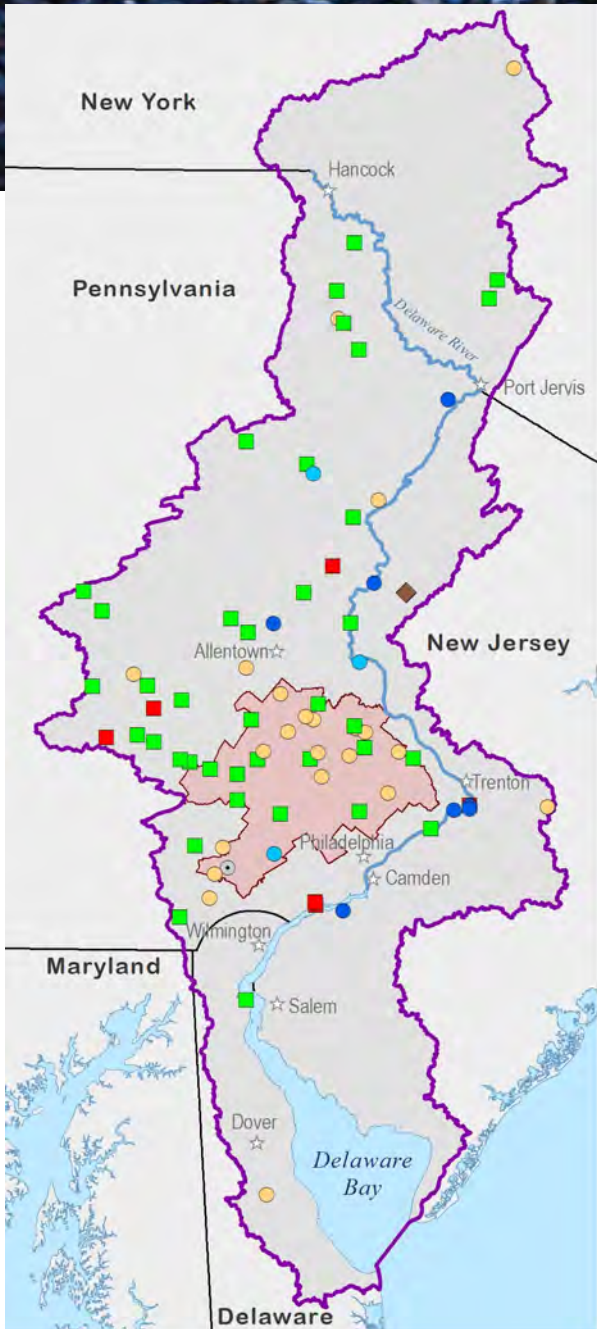 New York
Hancock
Pennsylvania
Delaware River
Port Jervis
New Jersey
Allentown
Trenton
Philadelphia
Camden
Wilmington
Maryland
Salem
Dover
Delaware
Bay
Delaware